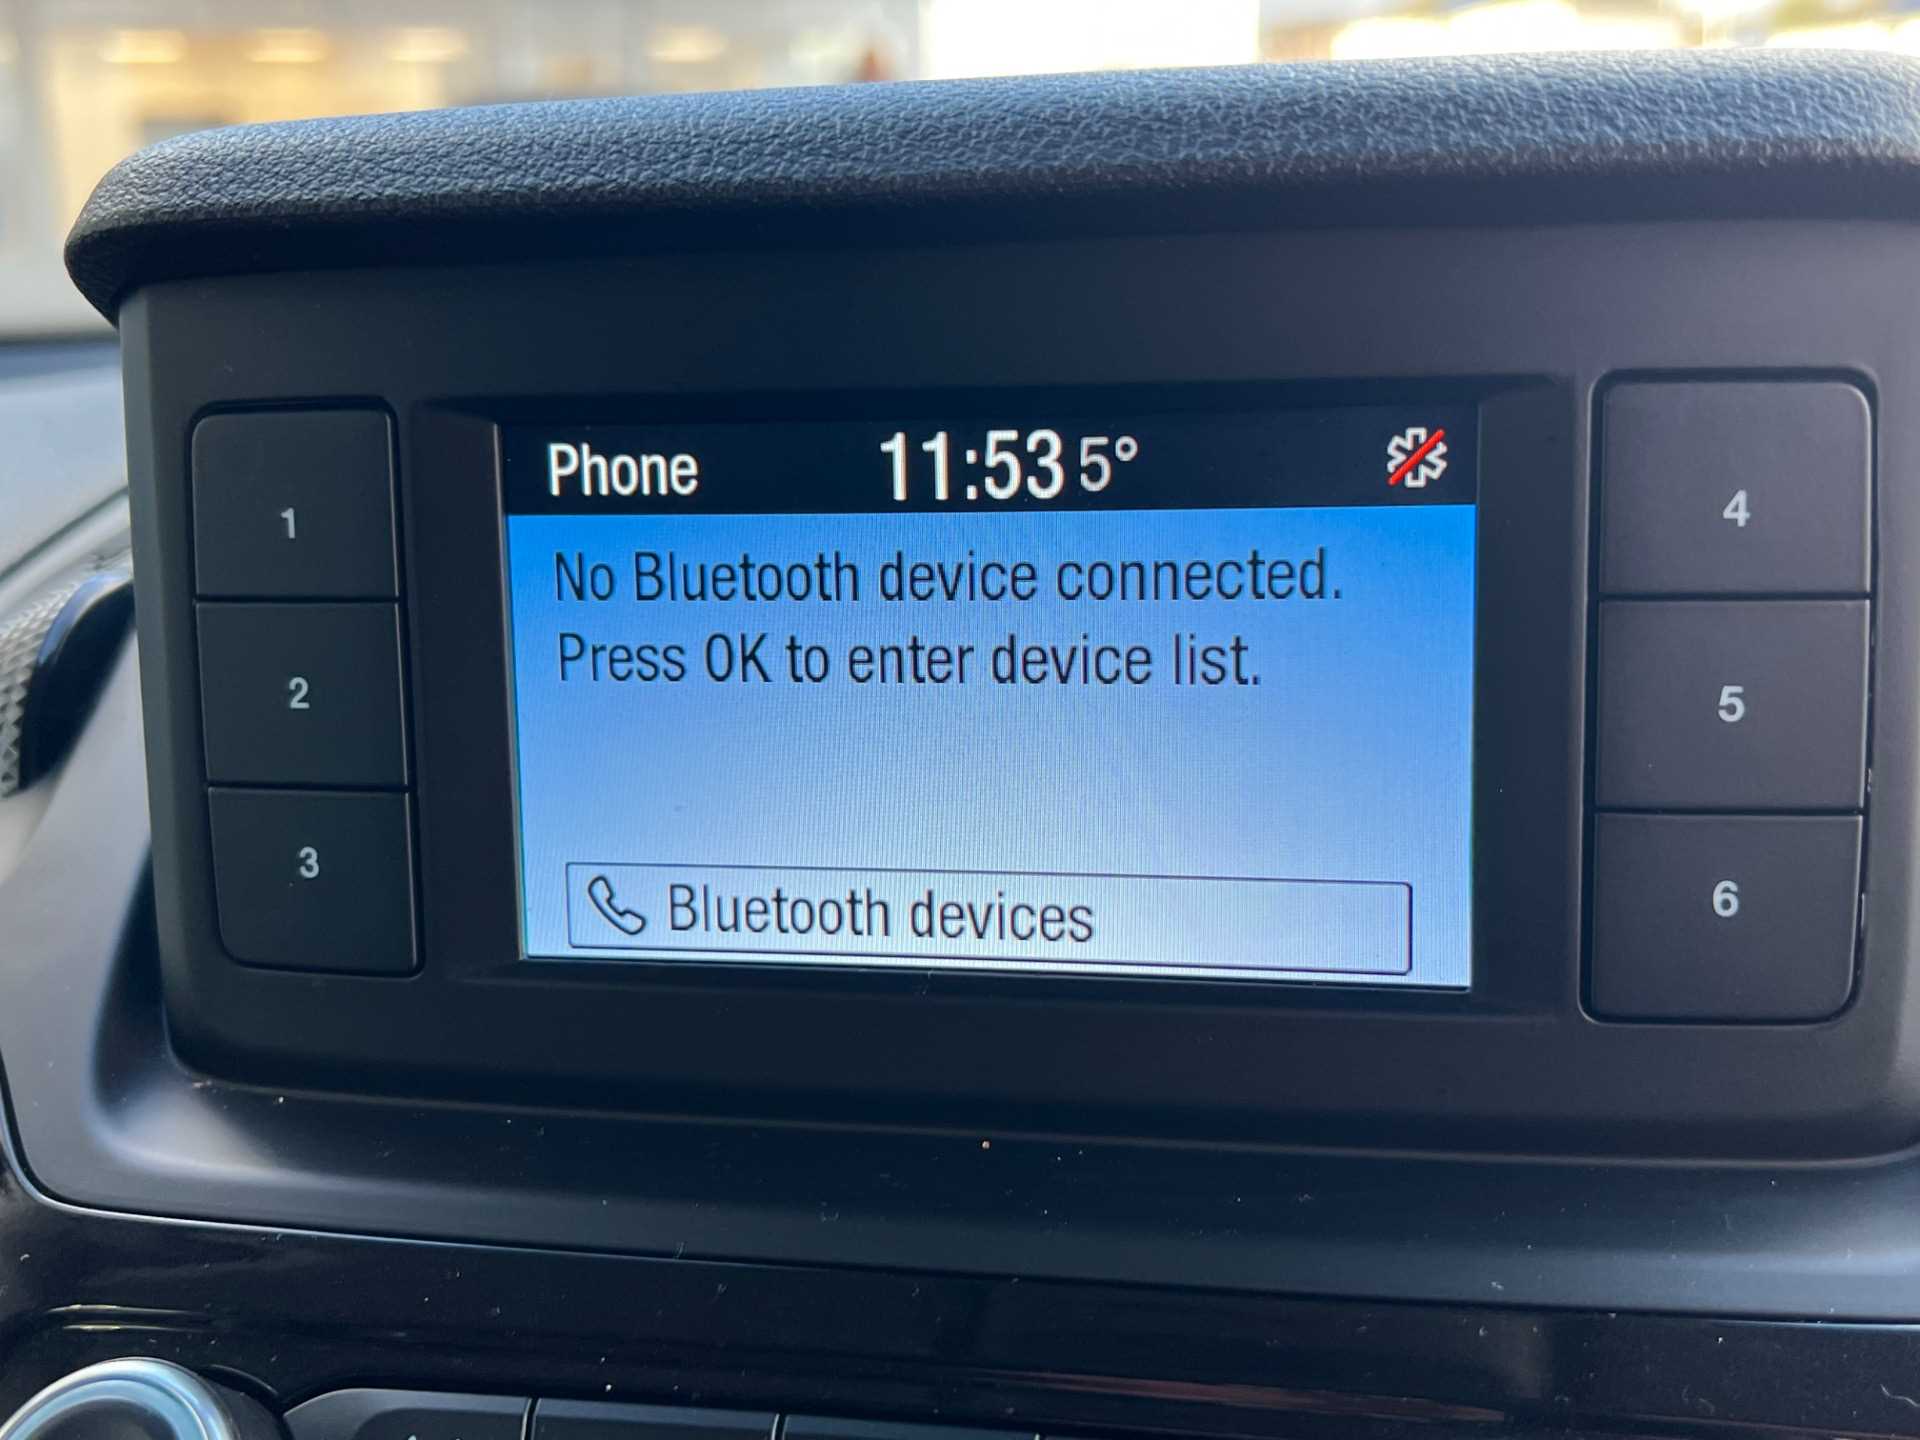 1
2
3
Phone 11:53 5°
No Bluetooth device connected.
Press OK to enter device list.
Bluetooth devices
4
5
6